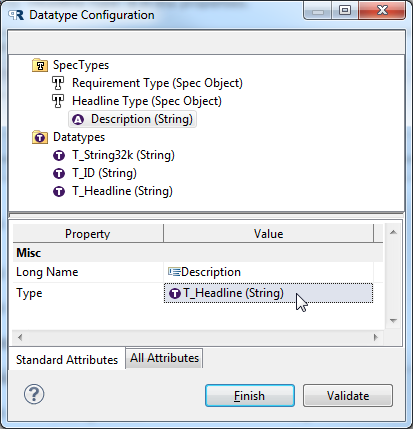 Datatype Configuration
SpecTypes
Requirement Type (Spec Object)
Headline Type (Spec Object)
Description (String)
Datatypes
T_String32k (String)
T_ID (String)
T_Headline (String)
Property Value
Misc
Long Name Description
Type T_Headline (String)
Standard Attributes All Attributes
Finish Validate